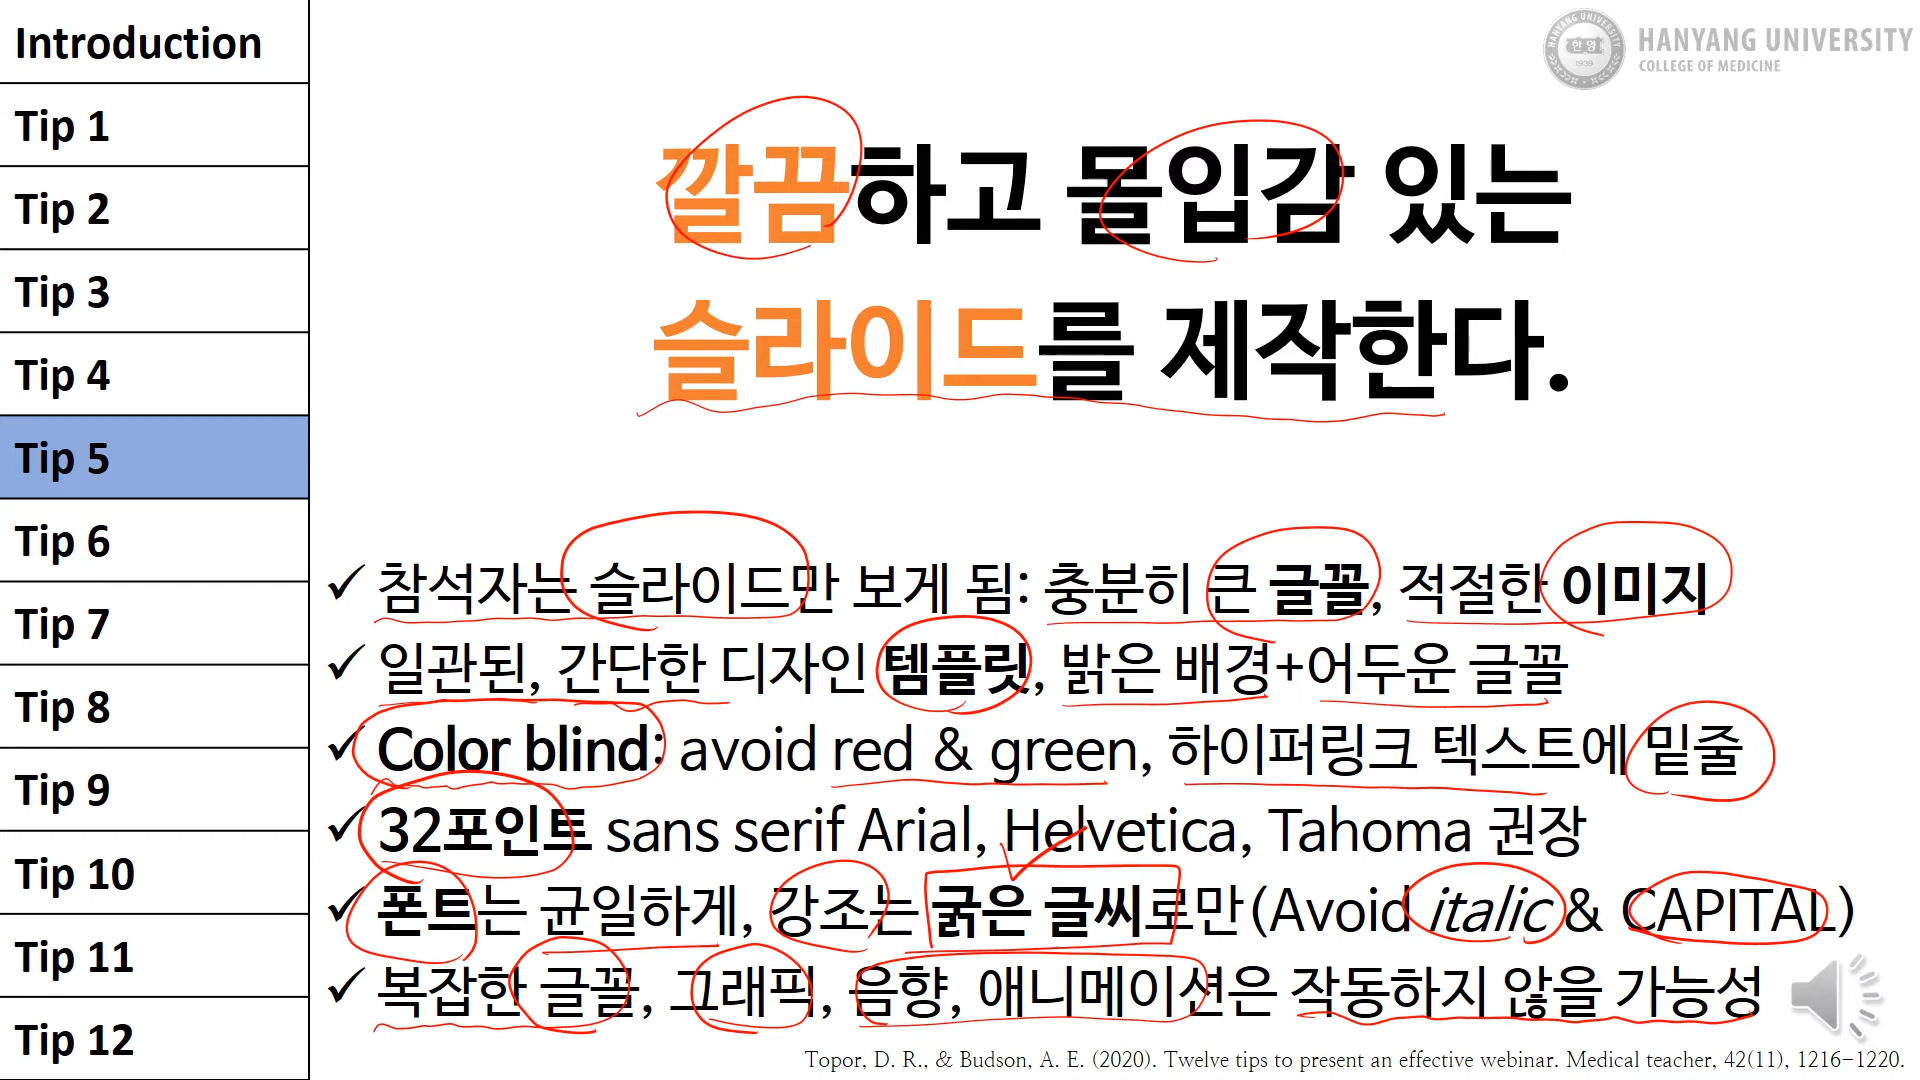 Introduction
Tip 1
Tip 2
Tip 3
Tip 4
Tip 5
Tip 6
Tip 7
Tip 8
Tip 9
Tip 10
Tip 11
Tip 12
HANYANG UNIVERSITY
COLLEGE OF MEDICINE
HANYANG UNIVERSITY
한양
1939
깔끔하고 몰입감 있는
슬라이드를 제작한다.
✓ 참석자는 슬라이드만 보게 됨: 충분히 큰 글꼴, 적절한 이미지
✓ 일관된, 간단한 디자인 템플릿, 밝은 배경+어두운 글꼴
✓ Color blind: avoid red & green, 하이퍼링크 텍스트에 밑줄
✓ 32포인트 sans serif Arial, Helvetica, Tahoma 권장
✓ 폰트는 균일하게, 강조는 굵은 글씨로만(Avoid italic & CAPITAL)
✓ 복잡한 글꼴, 그래픽, 음향, 애니메이션은 작동하지 않을 가능성
Topor, D. R., & Budson, A. E. (2020). Twelve tips to present an effective webinar. Medical teacher, 42(11), 1216-1220.